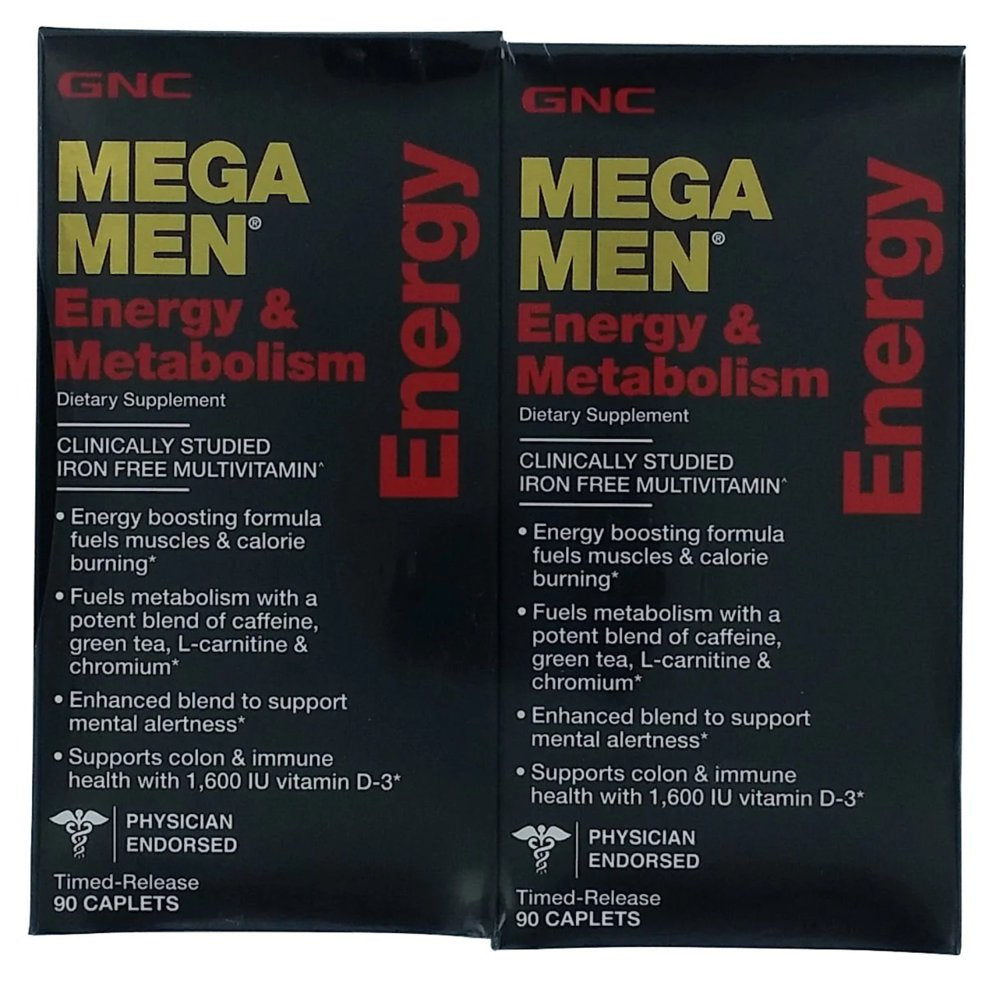 GNC
MEGA
MEN®
Energy &
Metabolism
Energy
Dietary Supplement
CLINICALLY STUDIED
IRON FREE MULTIVITAMIN^
• Energy boosting formula
fuels muscles & calorie
burning*
• Fuels metabolism with a
potent blend of caffeine,
green tea, L-carnitine &
chromium*
• Enhanced blend to support
mental alertness*
• Supports colon & immune
health with 1,600 IU vitamin D-3*
PHYSICIAN
ENDORSED
Timed-Release
90 CAPLETS
GNC
MEGA
MEN®
Energy &
Metabolism
Energy
Dietary Supplement
CLINICALLY STUDIED
IRON FREE MULTIVITAMIN^
• Energy boosting formula
fuels muscles & calorie
burning*
• Fuels metabolism with a
potent blend of caffeine,
green tea, L-carnitine &
chromium*
• Enhanced blend to support
mental alertness*
• Supports colon & immune
health with 1,600 IU vitamin D-3*
PHYSICIAN
ENDORSED
Timed-Release
90 CAPLETS